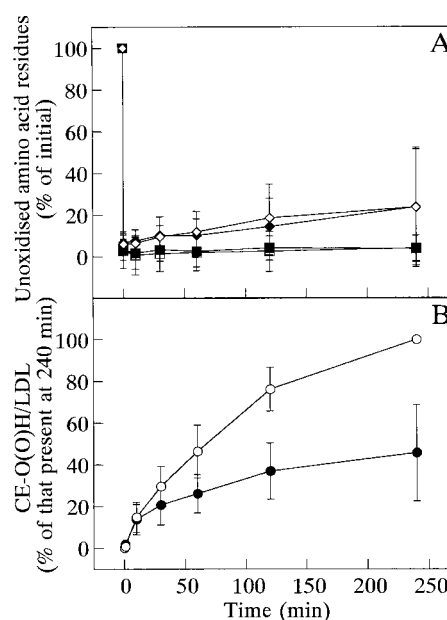 A
Unoxidised amino acid residues
(% of initial)
100
80
60
40
20
0
B
CE-O(O)H/LDL
(% of that present at 240 min)
100
80
60
40
20
0
0 50 100 150 200 250
Time (min)